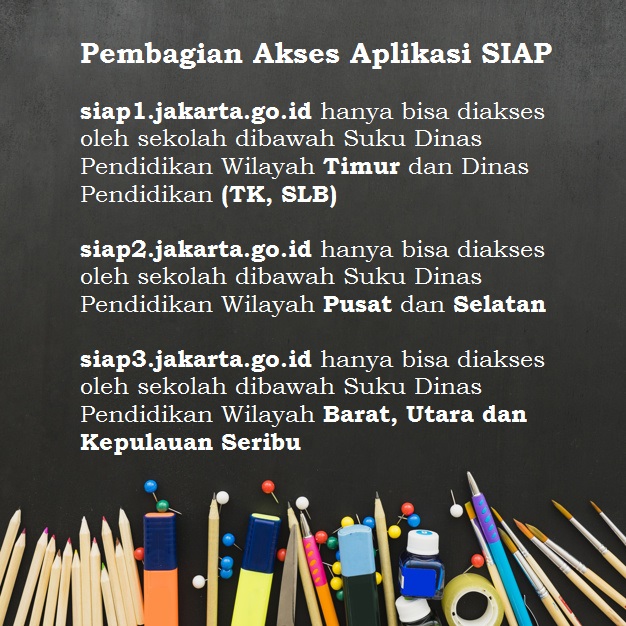 Pembagian Akses Aplikasi SIAP
siap1.jakarta.go.id hanya bisa diakses
oleh sekolah dibawah Suku Dinas
Pendidikan Wilayah Timur dan Dinas
Pendidikan (TK, SLB)
siap2.jakarta.go.id hanya bisa diakses
oleh sekolah dibawah Suku Dinas
Pendidikan Wilayah Pusat dan Selatan
siap3.jakarta.go.id hanya bisa diakses
oleh sekolah dibawah Suku Dinas
Pendidikan Wilayah Barat, Utara dan
Kepulauan Seribu